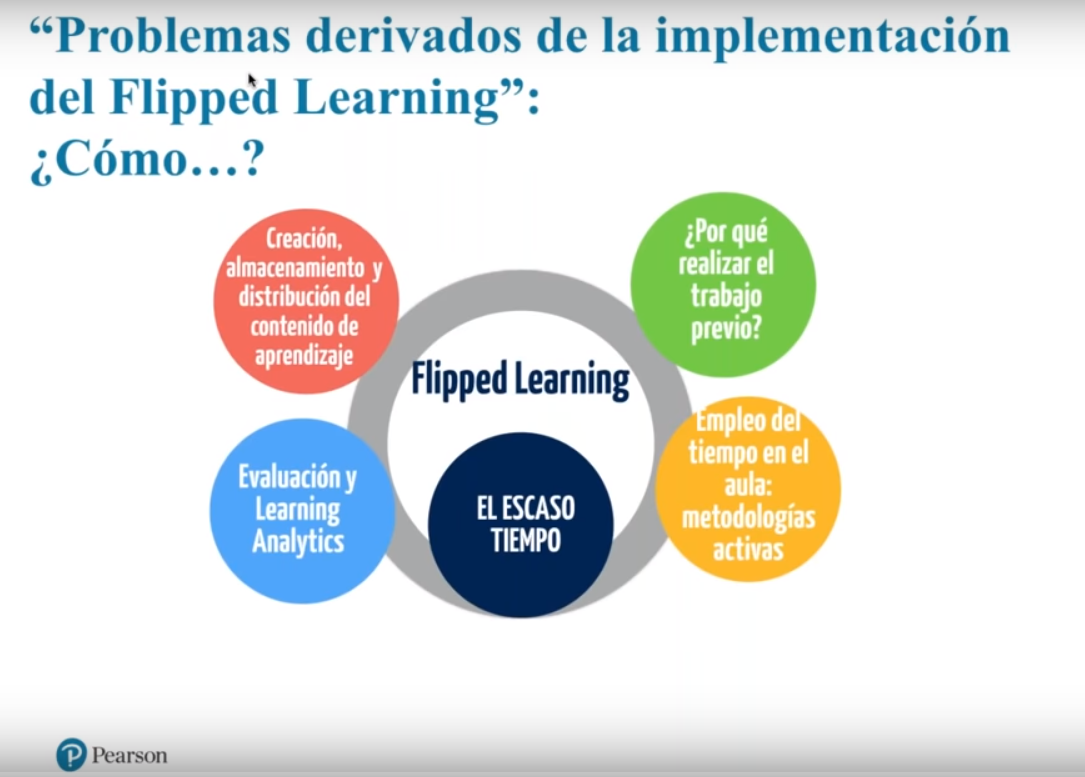 “Problemas derivados de la implementación
del Flipped Learning”:
¿Cómo...?
Creación,
almacenamiento y
distribución del
contenido de
aprendizaje
¿Por qué
realizar el
trabajo
previo?
Flipped Learning
Evaluación y
Learning
Analytics
EL ESCASO
TIEMPO
Empleo del
tiempo en el
aula:
metodologías
activas
P Pearson